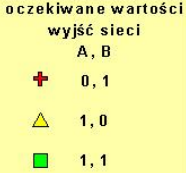 oczekiwane wartości
wyjść sieci
A, B
0, 1
1, 0
1, 1